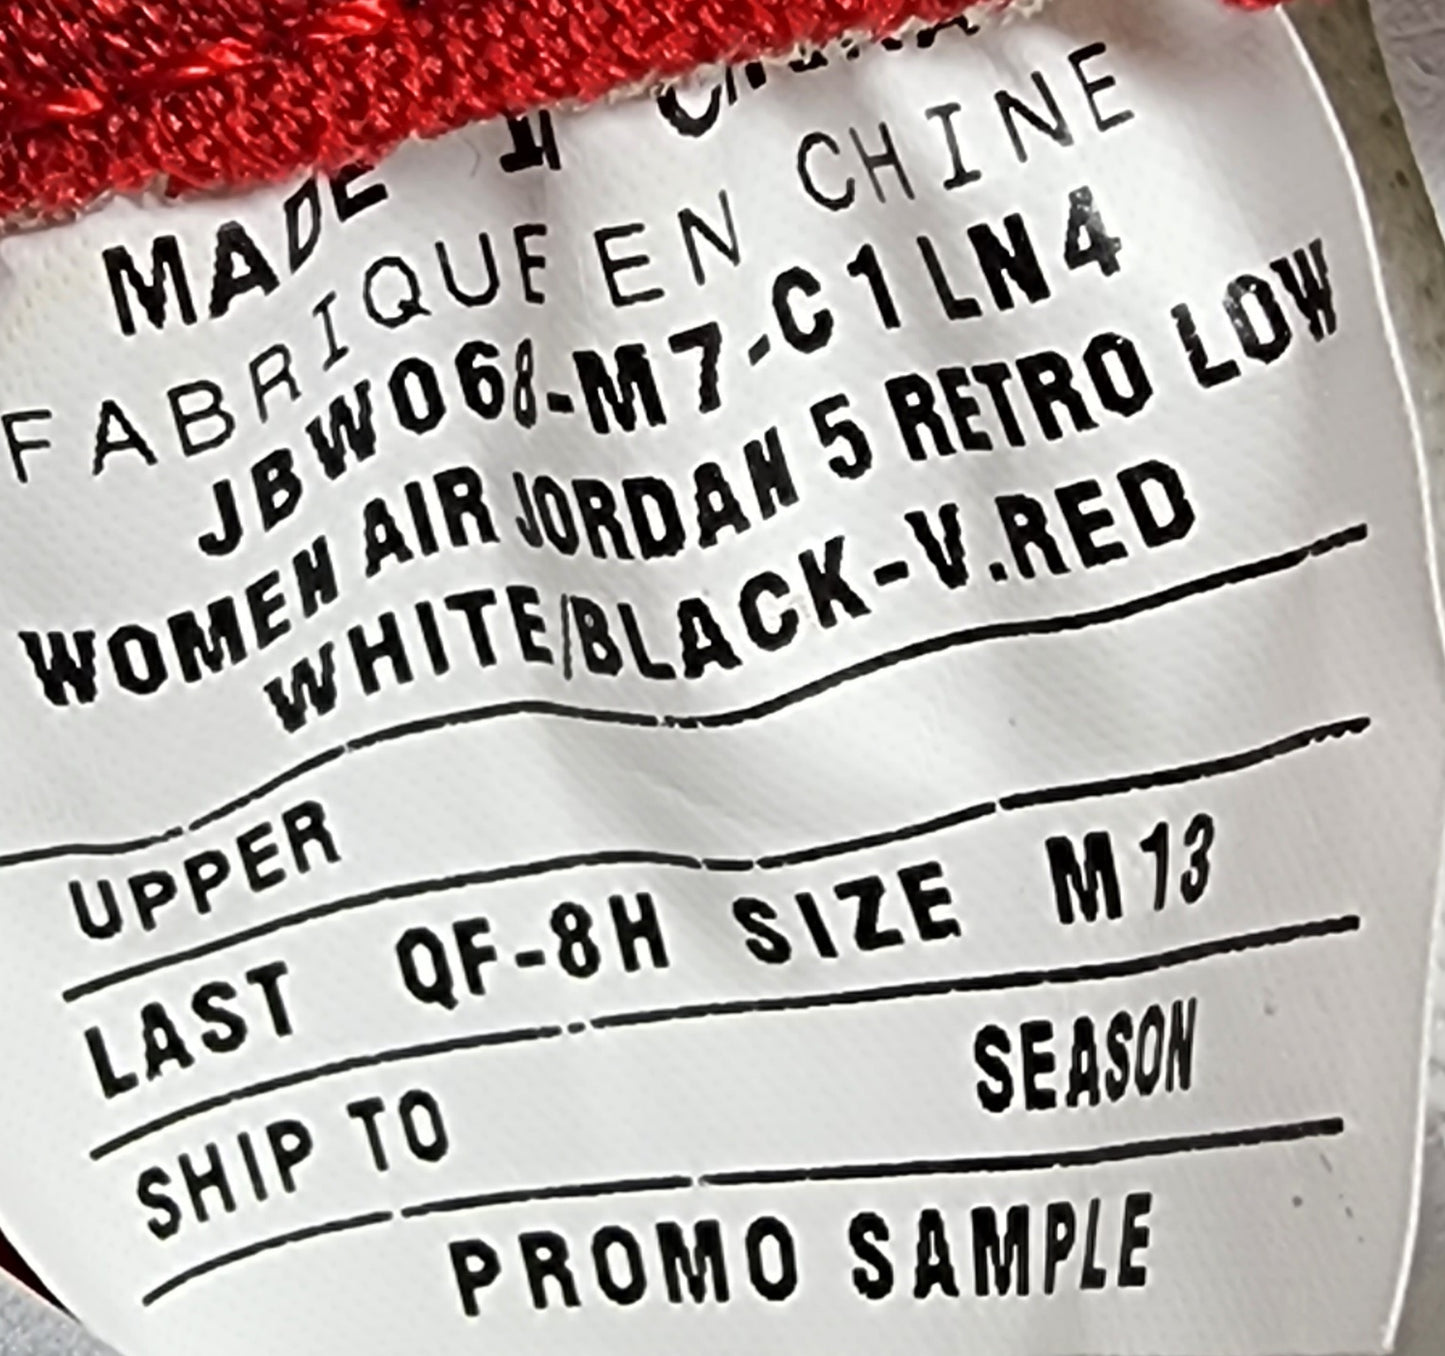 MADE IN CHINA
FABRIQUE EN CHINE
JBW068-M7-C1LN4
WOMEN AIR JORDAN 5 RETRO LOW
WHITE/BLACK-V.RED
UPPER
LAST QF-8H SIZE M13
SHIP TO SEASON
PROMO SAMPLE